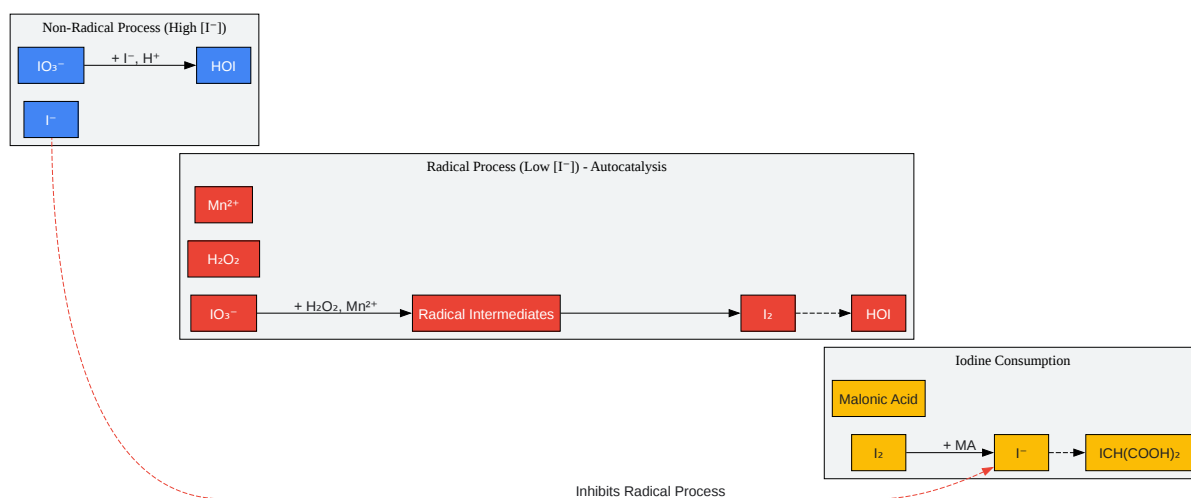 Non-Radical Process (High [I⁻])
IO₃⁻
+ I⁻, H⁺
HOI
I⁻
Radical Process (Low [I⁻]) - Autocatalysis
Mn²⁺
H₂O₂
IO₃⁻
+ H₂O₂, Mn²⁺
Radical Intermediates
I₂
HOI
Iodine Consumption
Malonic Acid
I₂
+ MA
I⁻
ICH(COOH)₂
Inhibits Radical Process